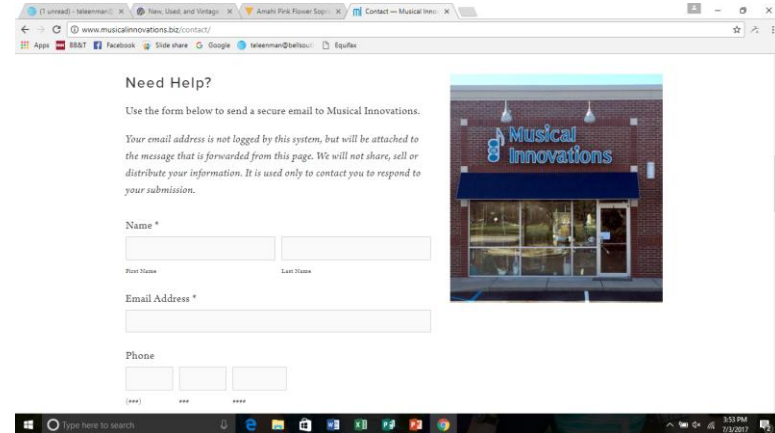 (1 unread) - teleenman@
New, Used, and Vintage
Amahi Pink Flower Sopr
Contact — Musical Inno
www.musicalinnovations.biz/contact/
Apps BB&T Facebook Slide share Google teleenman@bellsout Equifax
Need Help?
Use the form below to send a secure email to Musical Innovations.
Your email address is not logged by this system, but will be attached to
the message that is forwarded from this page. We will not share, sell or
distribute your information. It is used only to contact you to respond to
your submission.
Musical
Innovations
Name *
First Name Last Name
Email Address *
Phone
(###) ### ####
Type here to search
3:53 PM
7/3/2017